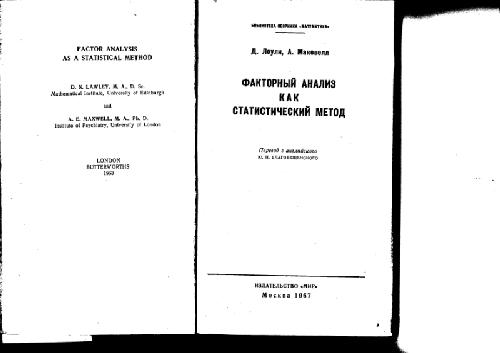 FACTOR ANALYSIS
AS A STATISTICAL METHOD
D. N. LAWLEY, M. A., D. Sc.
Mathematical Institute, University of Edinburgh
and
A. E. MAXWELL, M. A., Ph. D.
Institute of Psychiatry, University of London
LONDON
BUTTERWORTHS
1963
БИБЛИОТЕКА СБОРНИКА «МАТЕМАТИКА»
Д. Лоули, А. Максвелл
ФАКТОРНЫЙ АНАЛИЗ
КАК
СТАТИСТИЧЕСКИЙ МЕТОД
Перевод с английского
Ю. Н. БЛАГОВЕЩЕНСКОГО
ИЗДАТЕЛЬСТВО «МИР»
Москва 1967